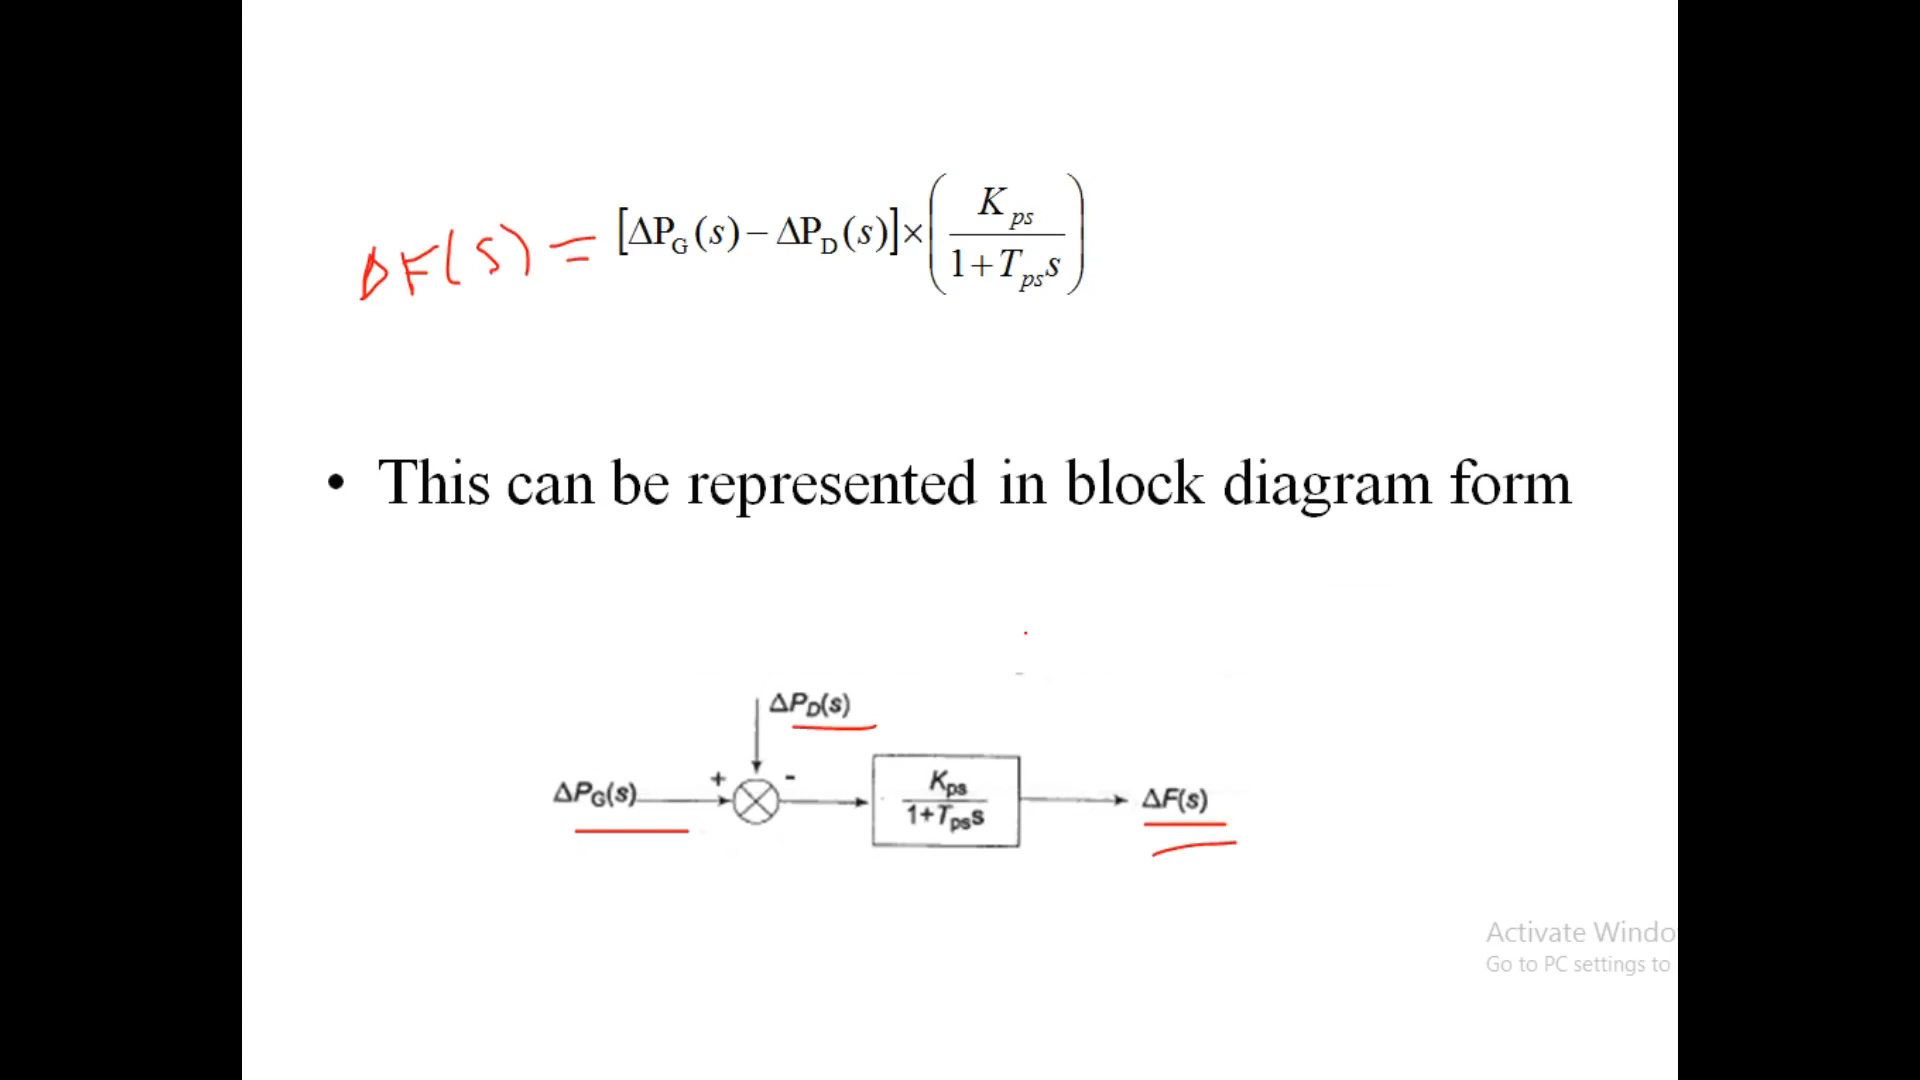 ΔF(s) = [ΔP_G(s) − ΔP_D(s)] × (K_ps / (1+T_ps s))
• This can be represented in block diagram form
ΔP_D(s)
+ -
ΔP_G(s)
K_ps / (1+T_ps s)
ΔF(s)
Activate Windo
Go to PC settings to